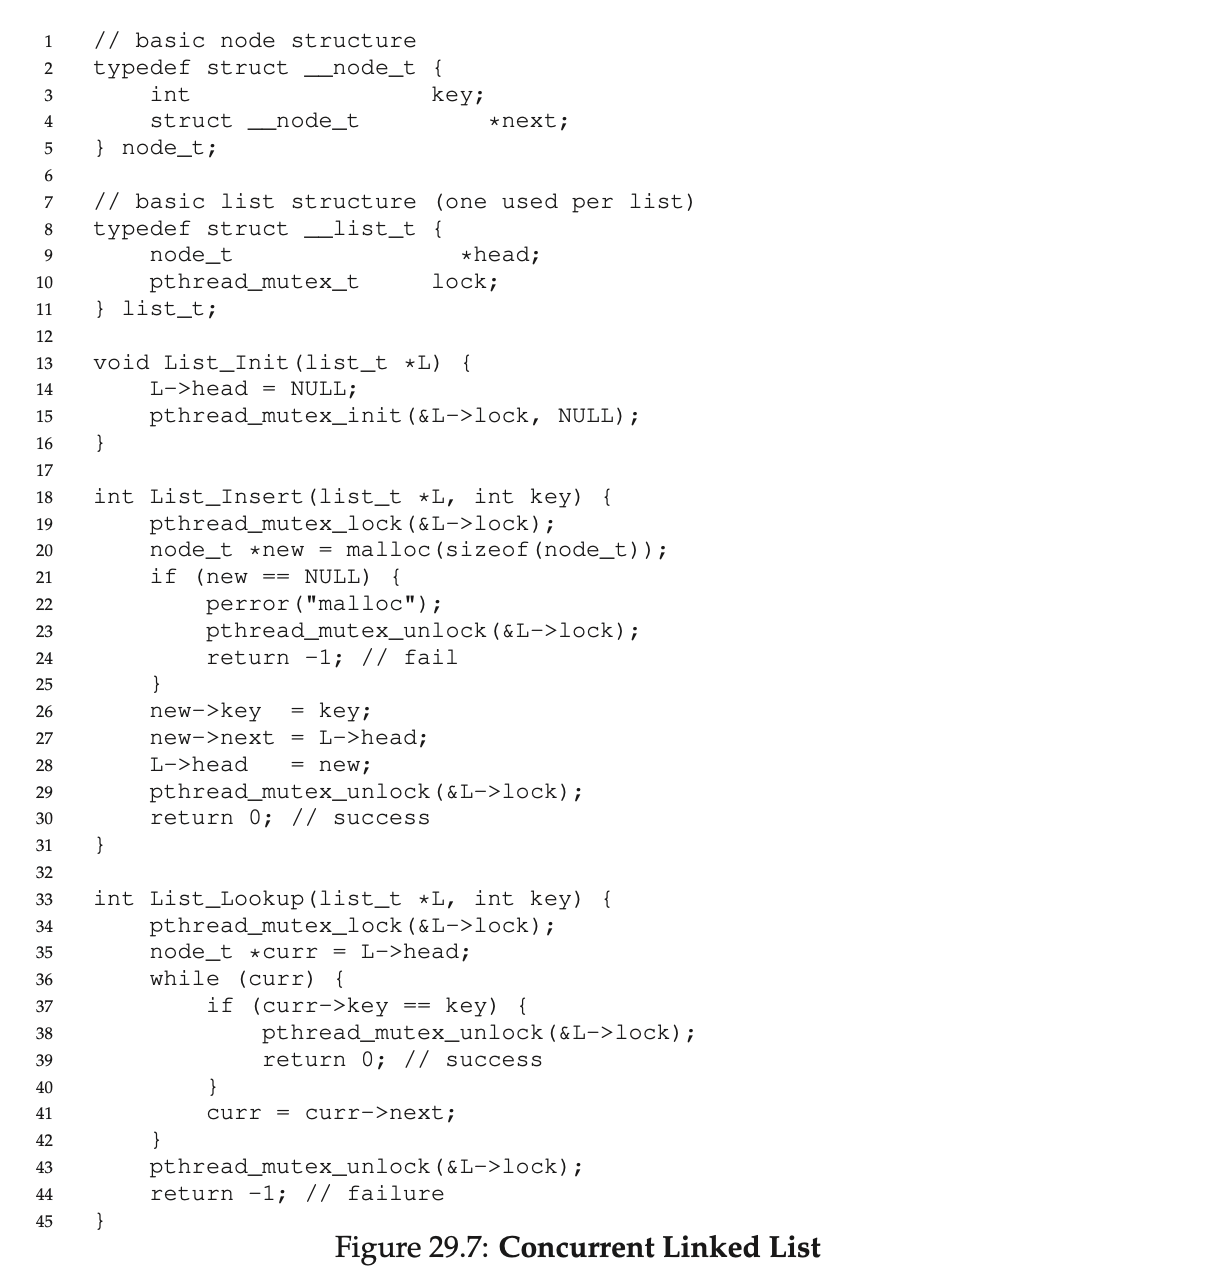 1 // basic node structure
2 typedef struct __node_t {
3     int                 key;
4     struct __node_t         *next;
5 } node_t;
6
7 // basic list structure (one used per list)
8 typedef struct __list_t {
9     node_t                *head;
10     pthread_mutex_t     lock;
11 } list_t;
12
13 void List_Init(list_t *L) {
14     L->head = NULL;
15     pthread_mutex_init(&L->lock, NULL);
16 }
17
18 int List_Insert(list_t *L, int key) {
19     pthread_mutex_lock(&L->lock);
20     node_t *new = malloc(sizeof(node_t));
21     if (new == NULL) {
22         perror("malloc");
23         pthread_mutex_unlock(&L->lock);
24         return -1; // fail
25     }
26     new->key  = key;
27     new->next = L->head;
28     L->head   = new;
29     pthread_mutex_unlock(&L->lock);
30     return 0; // success
31 }
32
33 int List_Lookup(list_t *L, int key) {
34     pthread_mutex_lock(&L->lock);
35     node_t *curr = L->head;
36     while (curr) {
37         if (curr->key == key) {
38             pthread_mutex_unlock(&L->lock);
39             return 0; // success
40         }
41         curr = curr->next;
42     }
43     pthread_mutex_unlock(&L->lock);
44     return -1; // failure
45 }
Figure 29.7: Concurrent Linked List